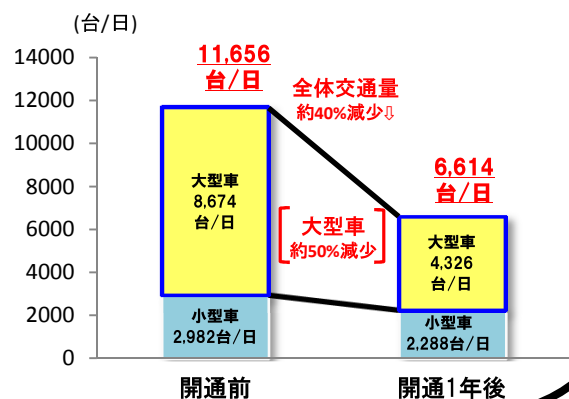 (台/日)
14000
12000
10000
8000
6000
4000
2000
0
11,656
台/日
全体交通量
約40%減少⇩
6,614
台/日
大型車
8,674
台/日
大型車
約50%減少
大型車
4,326
台/日
小型車
2,982台/日
小型車
2,288台/日
開通前
開通1年後